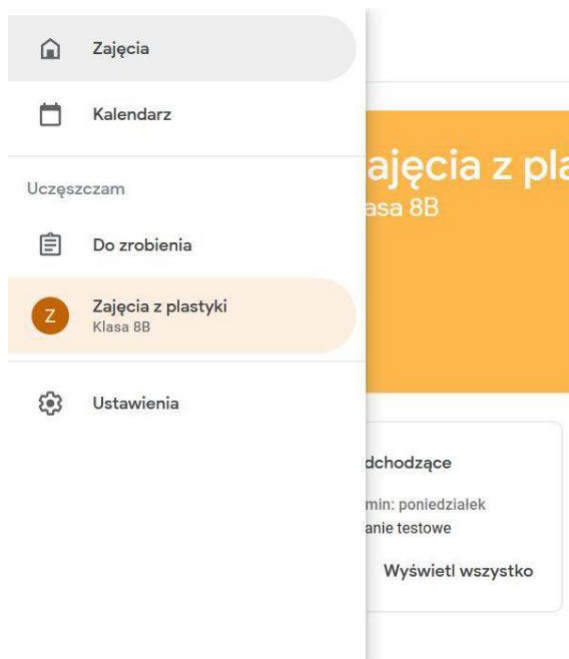 Zajęcia
Kalendarz
Uczęszczam
Do zrobienia
Z
Zajęcia z plastyki
Klasa 8B
Ustawienia
ajęcia z pla
asa 8B
dchodzące
min: poniedziałek
anie testowe
Wyświetl wszystko